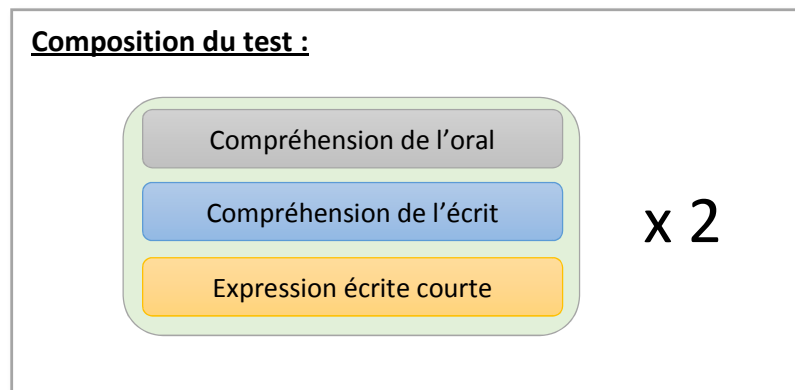 Composition du test :
Compréhension de l’oral
Compréhension de l’écrit
x 2
Expression écrite courte